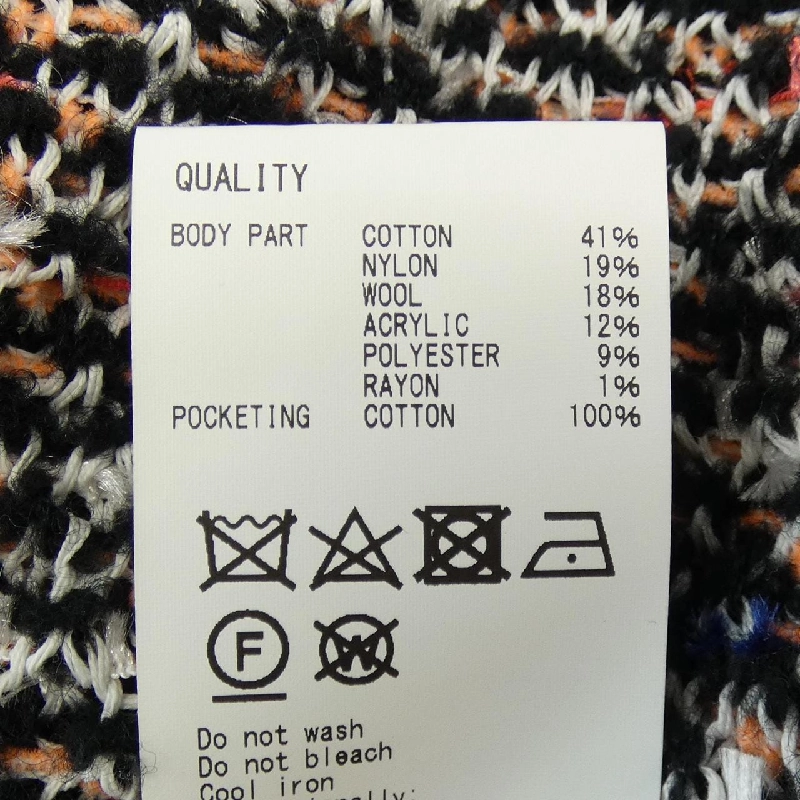 QUALITY
BODY PART COTTON 41%
NYLON 19%
WOOL 18%
ACRYLIC 12%
POLYESTER 9%
RAYON 1%
POCKETING COTTON 100%
F W
Do not wash
Do not bleach
Cool iron